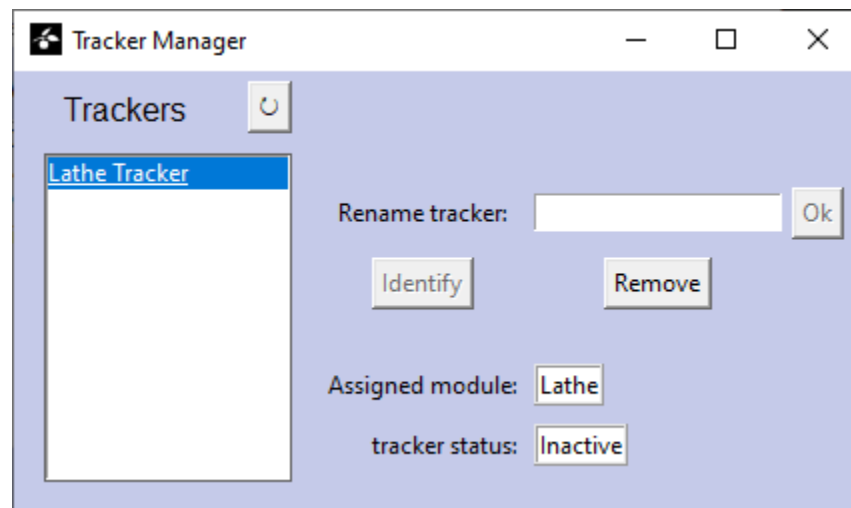 Tracker Manager
Trackers
Lathe Tracker
Rename tracker:
Ok
Identify
Remove
Assigned module:
Lathe
tracker status:
Inactive